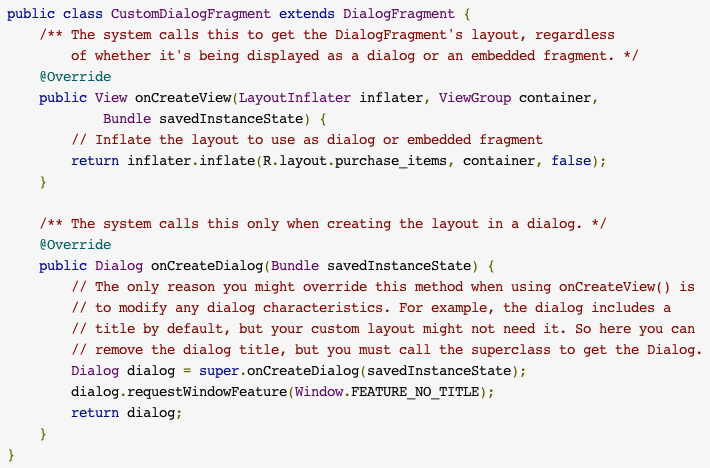 public class CustomDialogFragment extends DialogFragment {
    /** The system calls this to get the DialogFragment's layout, regardless
        of whether it's being displayed as a dialog or an embedded fragment. */
    @Override
    public View onCreateView(LayoutInflater inflater, ViewGroup container,
            Bundle savedInstanceState) {
        // Inflate the layout to use as dialog or embedded fragment
        return inflater.inflate(R.layout.purchase_items, container, false);
    }

    /** The system calls this only when creating the layout in a dialog. */
    @Override
    public Dialog onCreateDialog(Bundle savedInstanceState) {
        // The only reason you might override this method when using onCreateView() is
        // to modify any dialog characteristics. For example, the dialog includes a
        // title by default, but your custom layout might not need it. So here you can
        // remove the dialog title, but you must call the superclass to get the Dialog.
        Dialog dialog = super.onCreateDialog(savedInstanceState);
        dialog.requestWindowFeature(Window.FEATURE_NO_TITLE);
        return dialog;
    }
}